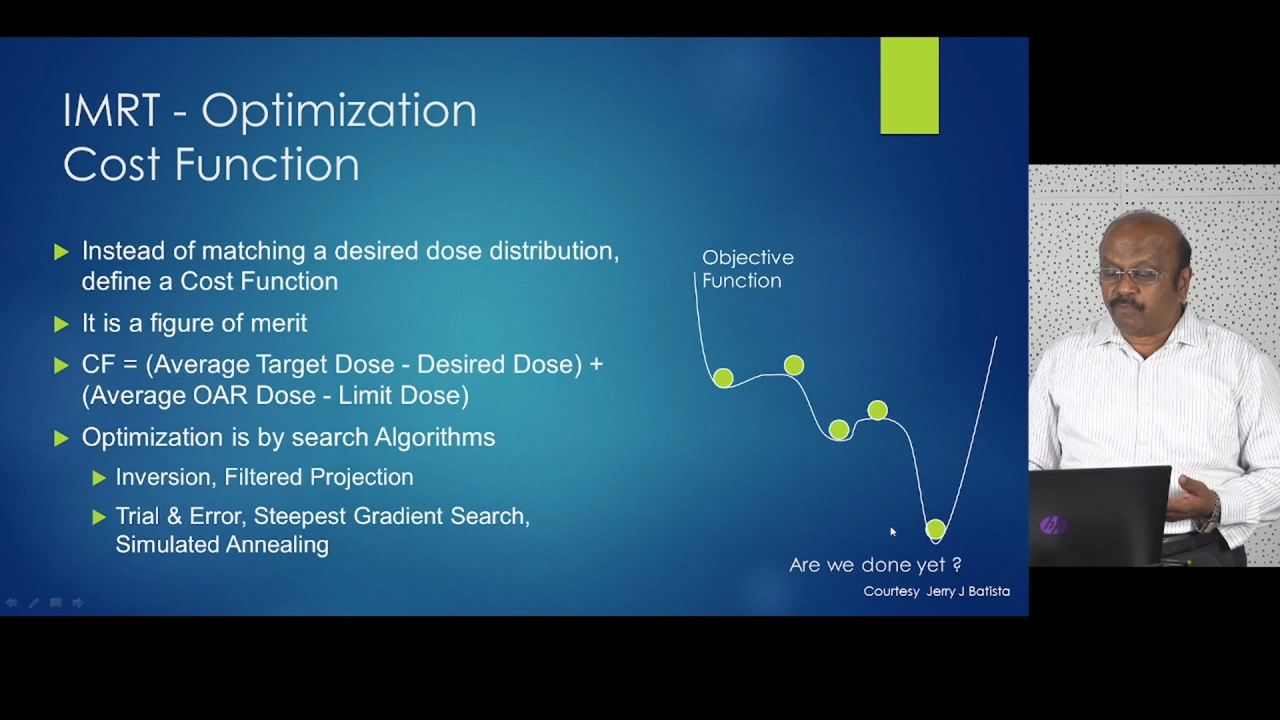 IMRT - Optimization
Cost Function
Instead of matching a desired dose distribution,
define a Cost Function
It is a figure of merit
CF = (Average Target Dose - Desired Dose) +
(Average OAR Dose - Limit Dose)
Optimization is by search Algorithms
Inversion, Filtered Projection
Trial & Error, Steepest Gradient Search,
Simulated Annealing
Objective
Function
Are we done yet ?
Courtesy Jerry J Batista
hp